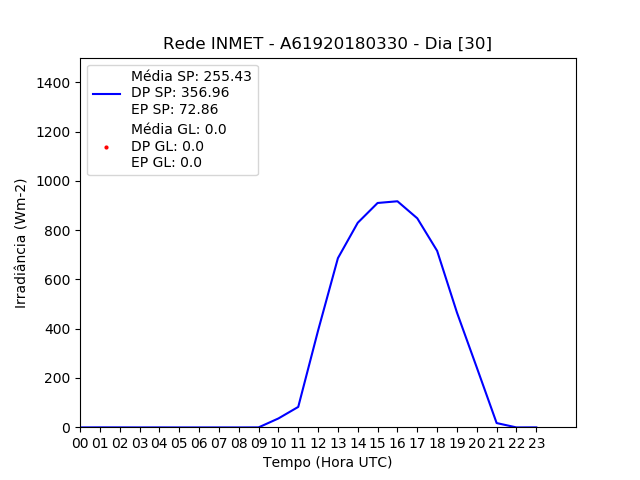 Rede INMET - A61920180330 - Dia [30]
Média SP: 255.43
DP SP: 356.96
EP SP: 72.86
Média GL: 0.0
DP GL: 0.0
EP GL: 0.0
Irradiância (Wm-2)
1400
1200
1000
800
600
400
200
0
00 01 02 03 04 05 06 07 08 09 10 11 12 13 14 15 16 17 18 19 20 21 22 23
Tempo (Hora UTC)